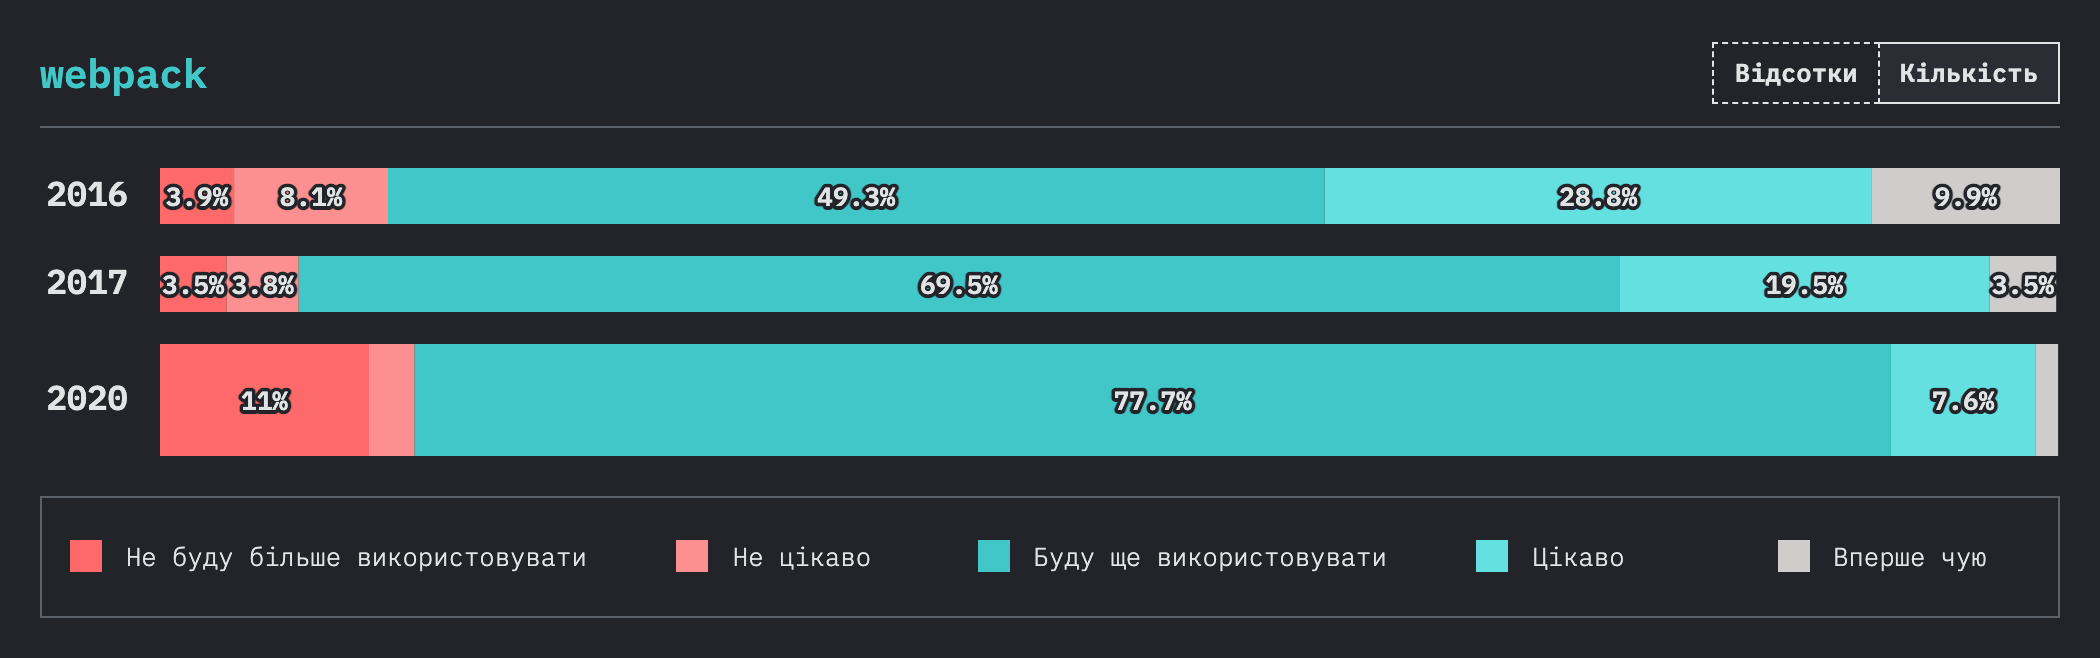 webpack
Відсотки Кількість
2016 3.9% 8.1% 49.3% 28.8% 9.9%
2017 3.5% 3.8% 69.5% 19.5% 3.5%
2020 11% 77.7% 7.6%
Не буду більше використовувати Не цікаво Буду ще використовувати Цікаво Вперше чую